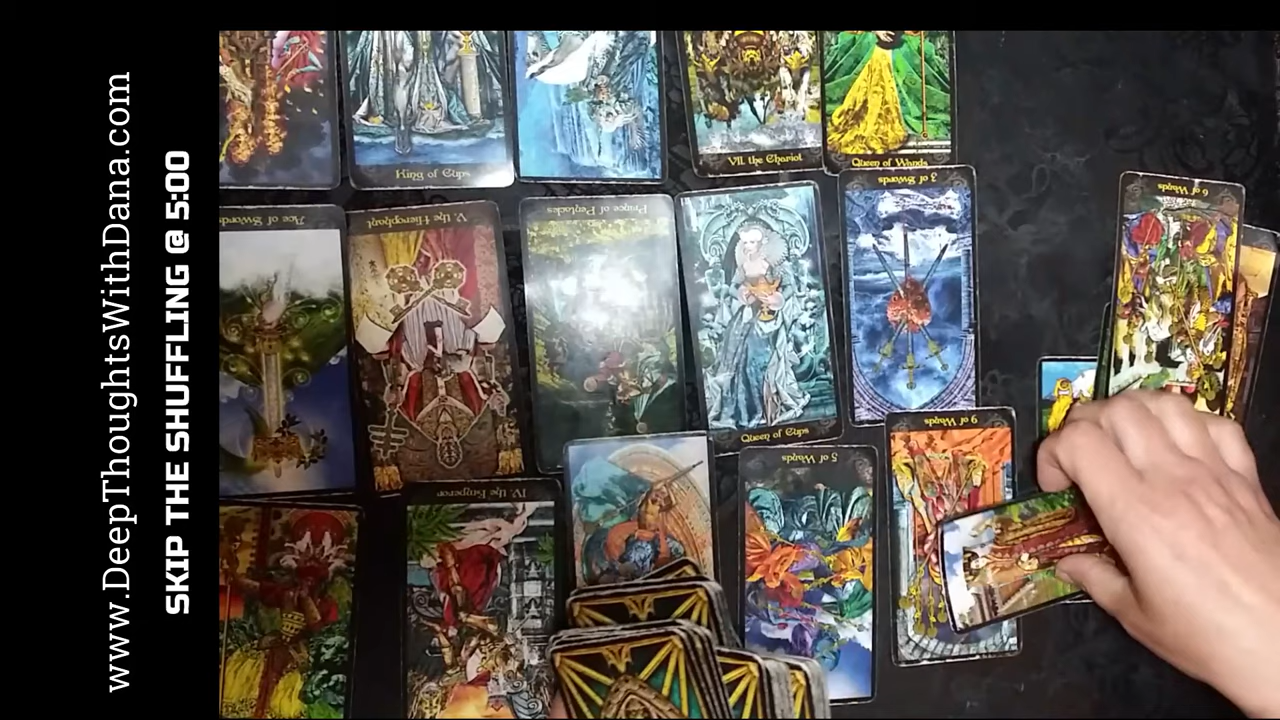 www.DeepThoughtsWithDana.com
SKIP THE SHUFFLING @ 5:00
King of Cups
VII. the Chariot
Queen of Wands
Ace of Swords
V. the Hierophant
Prince of Pentacles
3 of Swords
6 of Wands
Queen of Cups
9 of Wands
IV. the Emperor
5 of Wands